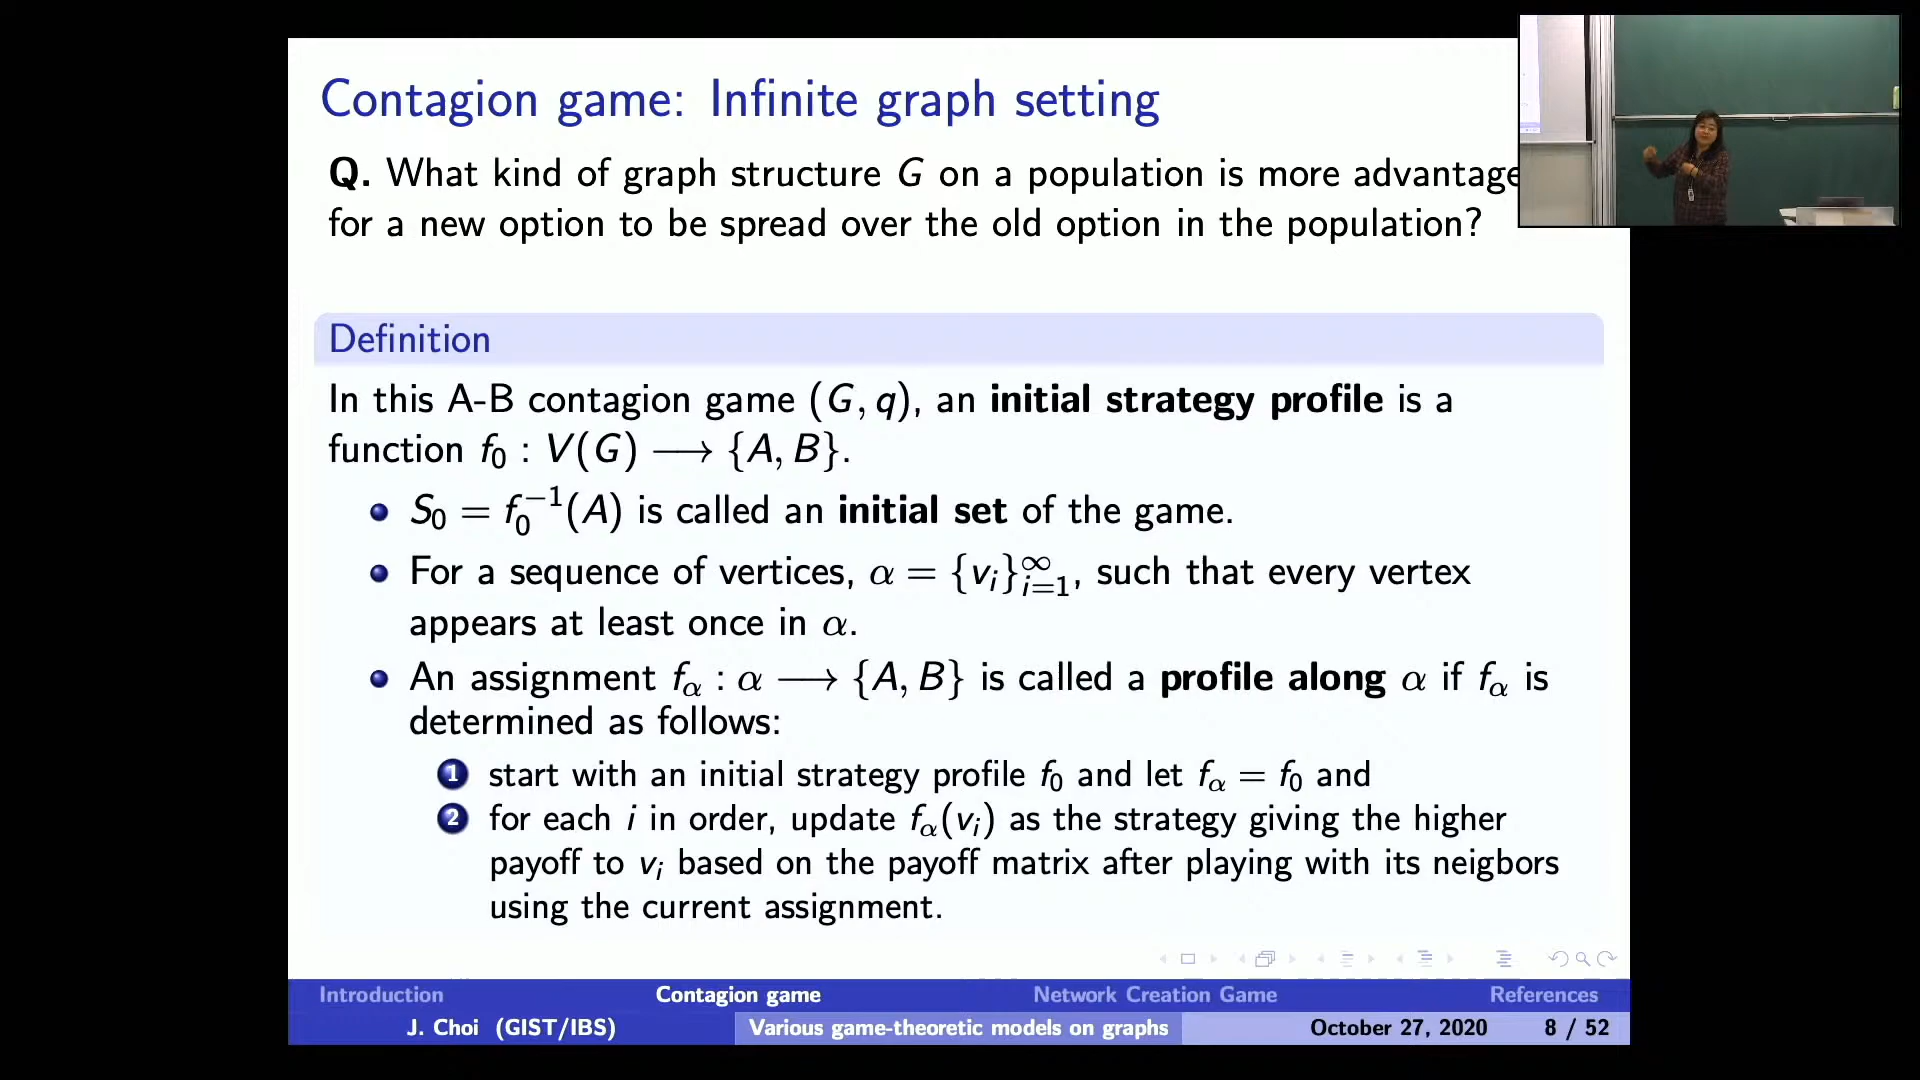 Contagion game: Infinite graph setting
Q. What kind of graph structure G on a population is more advantage
for a new option to be spread over the old option in the population?
Definition
In this A-B contagion game (G, q), an initial strategy profile is a
function f₀ : V(G) ⟶ {A, B}.
• S₀ = f₀⁻¹(A) is called an initial set of the game.
• For a sequence of vertices, α = {vᵢ}ᵢ₌₁^∞, such that every vertex
appears at least once in α.
• An assignment f_α : α ⟶ {A, B} is called a profile along α if f_α is
determined as follows:
1 start with an initial strategy profile f₀ and let f_α = f₀ and
2 for each i in order, update f_α(vᵢ) as the strategy giving the higher
payoff to vᵢ based on the payoff matrix after playing with its neigbors
using the current assignment.
Introduction Contagion game Network Creation Game References
J. Choi (GIST/IBS) Various game-theoretic models on graphs October 27, 2020 8 / 52